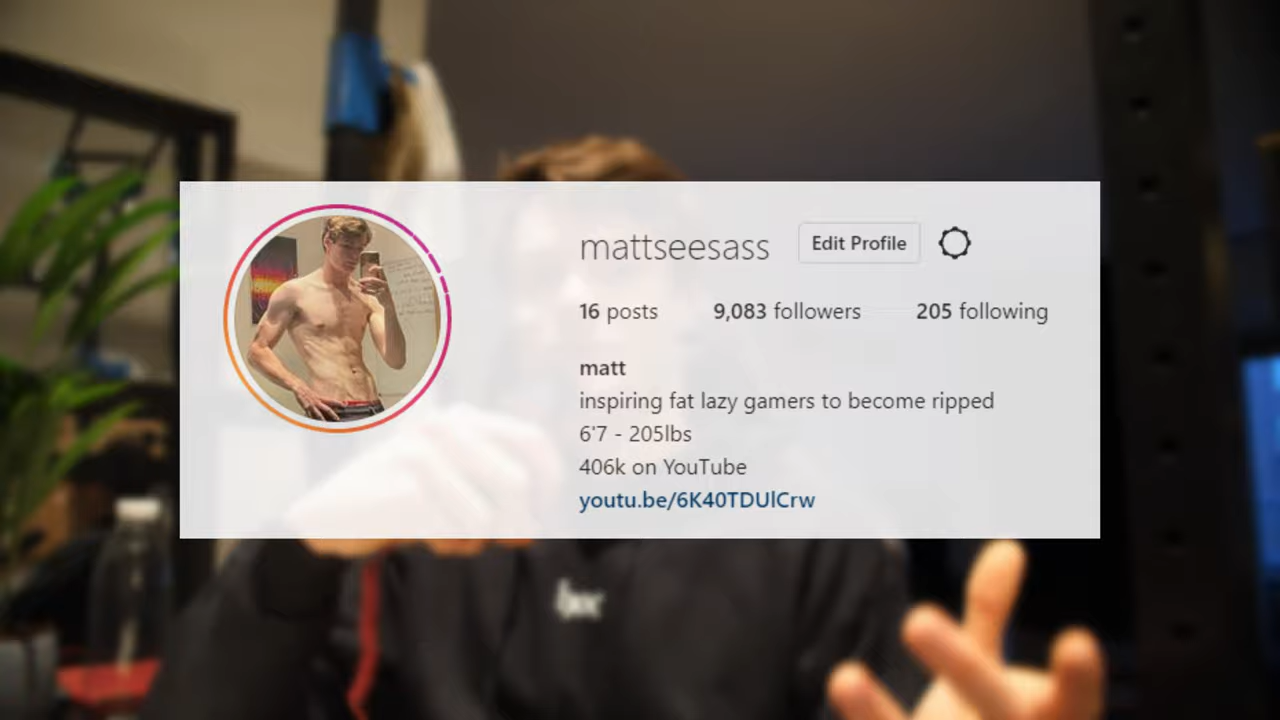 mattseesass Edit Profile
16 posts 9,083 followers 205 following
matt
inspiring fat lazy gamers to become ripped
6'7 - 205lbs
406k on YouTube
youtu.be/6K40TDUlCrw